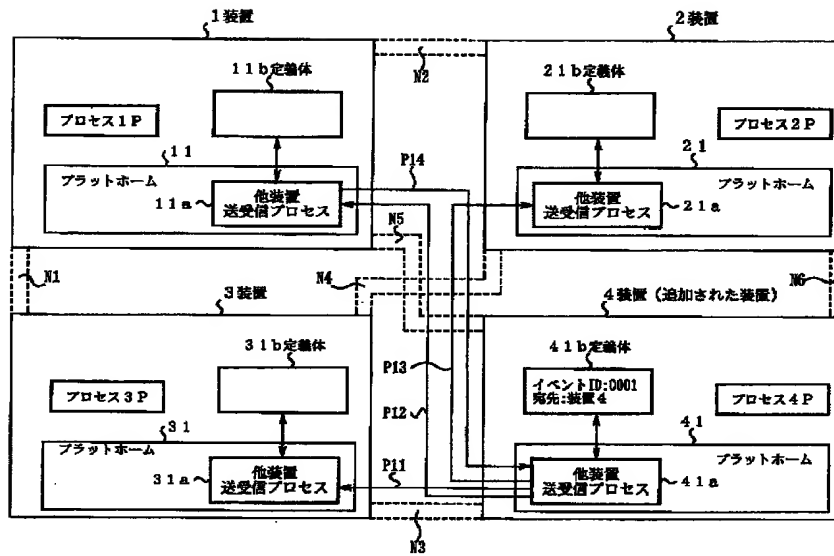 1装置
2装置
11b定義体
N2
21b定義体
プロセス1P
プロセス2P
11
P14
21
プラットホーム
プラットホーム
他装置
送受信プロセス
11a
他装置
送受信プロセス
21a
N5
N1
N4
N6
3装置
4装置(追加された装置)
31b定義体
41b定義体
P13
イベントID:0001
宛先:装置4
プロセス3P
P12
プロセス4P
31
41
プラットホーム
プラットホーム
他装置
送受信プロセス
31a
P11
他装置
送受信プロセス
41a
N3